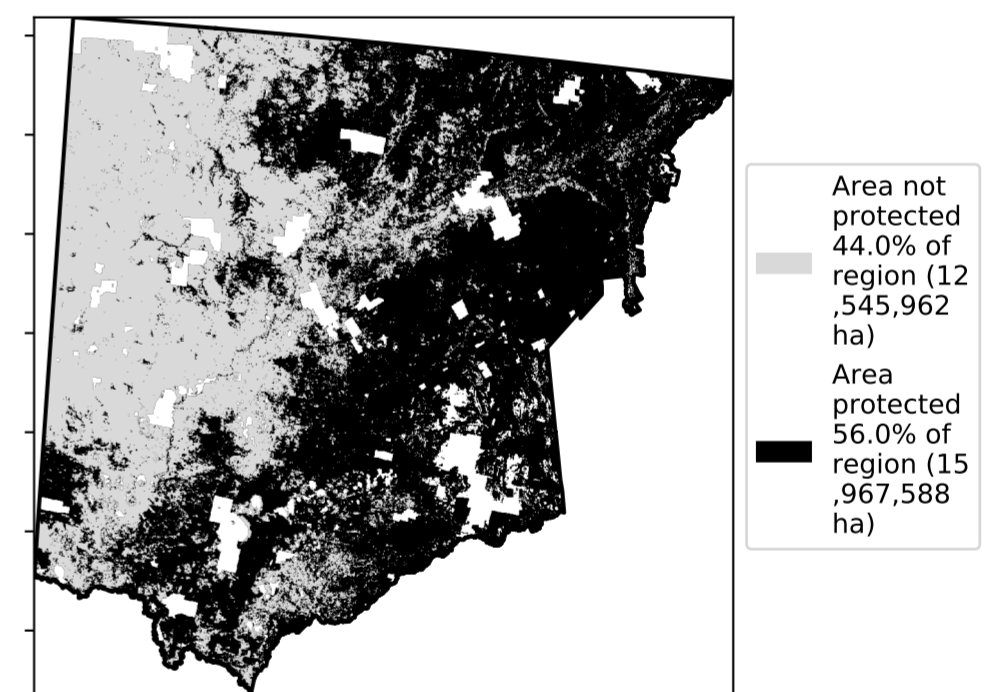 Area not
protected
44.0% of
region (12
,545,962
ha)
Area
protected
56.0% of
region (15
,967,588
ha)